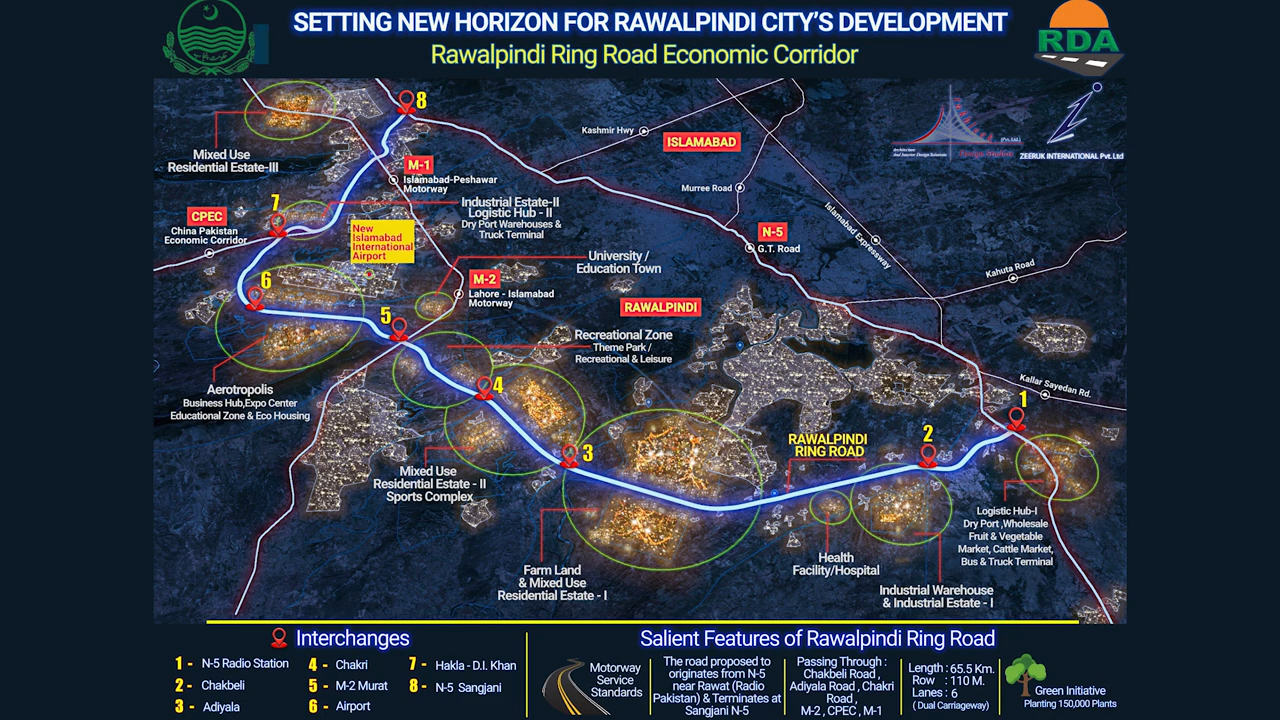 SETTING NEW HORIZON FOR RAWALPINDI CITY'S DEVELOPMENT
Rawalpindi Ring Road Economic Corridor
RDA
8
Kashmir Hwy
ISLAMABAD
(Pvt. Ltd.)
ZEERUK INTERNATIONAL Pvt.Ltd
Mixed Use
Residential Estate-III
M-1
Islamabad-Peshawar
Motorway
Murree Road
7
CPEC
China Pakistan
Economic Corridor
Industrial Estate-II
Logistic Hub - II
Dry Port Warehouses &
Truck Terminal
New
Islamabad
International
Airport
Islamabad Expressway
N-5
G.T. Road
University /
Education Town
Kahuta Road
6
M-2
Lahore - Islamabad
Motorway
RAWALPINDI
5
Recreational Zone
Theme Park /
Recreational & Leisure
Aerotropolis
Business Hub,Expo Center
Educational Zone & Eco Housing
4
Kallar Sayedan Rd.
1
2
3
RAWALPINDI
RING ROAD
Mixed Use
Residential Estate - II
Sports Complex
Logistic Hub-I
Dry Port ,Wholesale
Fruit & Vegetable
Market, Cattle Market,
Bus & Truck Terminal
Farm Land
& Mixed Use
Residential Estate - I
Health
Facility/Hospital
Industrial Warehouse
& Industrial Estate - I
Interchanges
1 - N-5 Radio Station
2 - Chakbeli
3 - Adiyala
4 - Chakri
5 - M-2 Murat
6 - Airport
7 - Hakla - D.I. Khan
8 - N-5 Sangjani
Salient Features of Rawalpindi Ring Road
Motorway
Service
Standards
The road proposed to
originates from N-5
near Rawat (Radio
Pakistan) & Terminates at
Sangjani N-5
Passing Through :
Chakbeli Road ,
Adiyala Road , Chakri
Road ,
M-2 , CPEC , M-1
Length : 65.5 Km.
Row : 110 M.
Lanes : 6
( Dual Carriageway)
Green Initiative
Planting 150,000 Plants